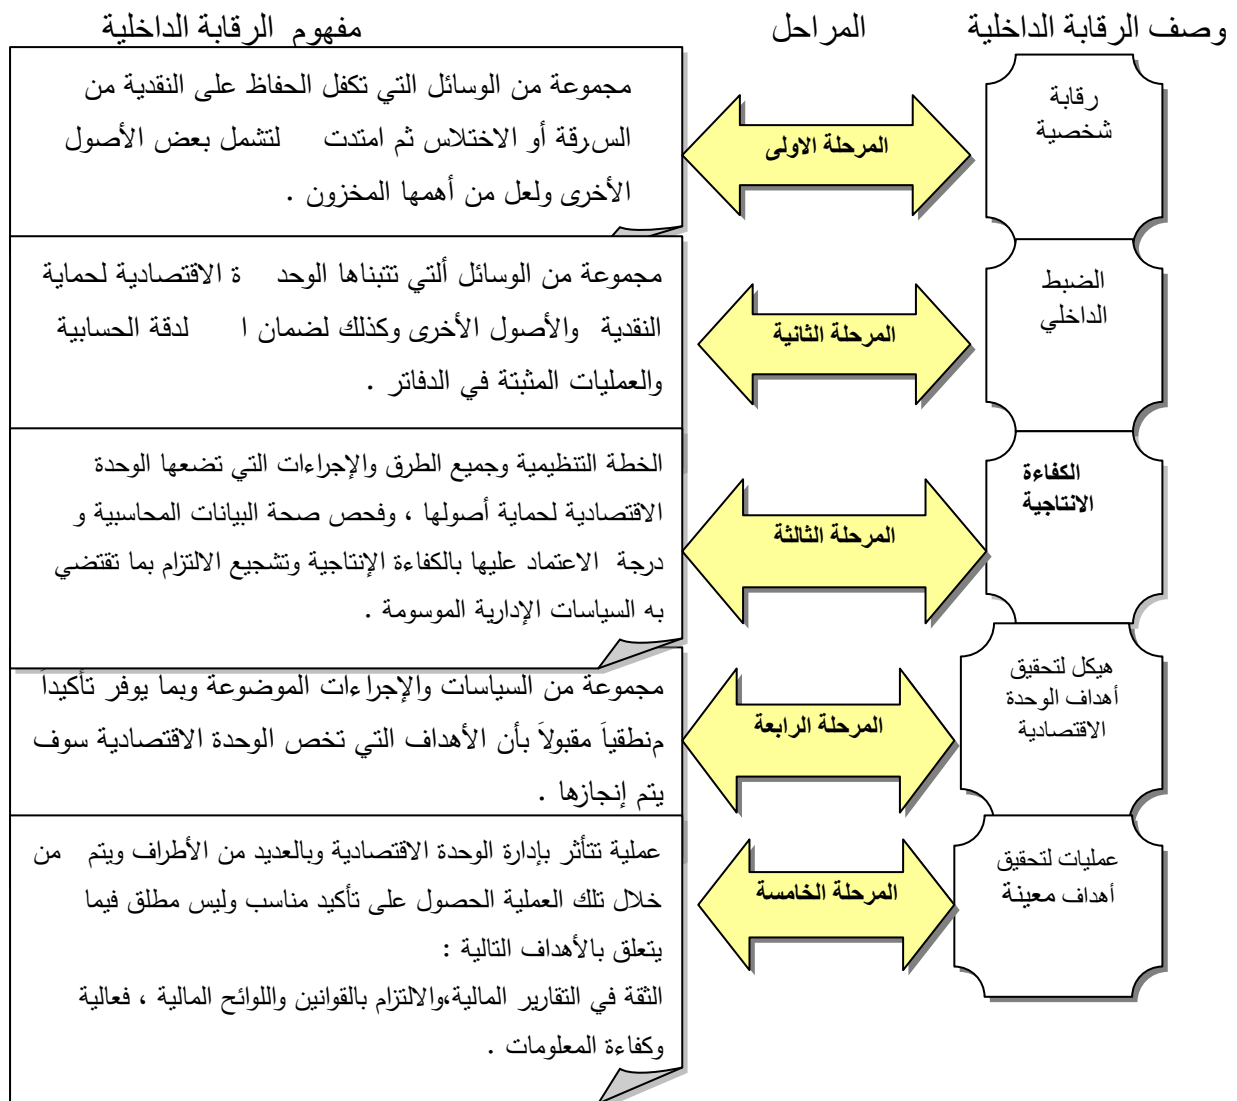 وصف الرقابة الداخلية
المراحل
مفهوم الرقابة الداخلية
رقابة
شخصية
المرحلة الاولى
مجموعة من الوسائل التي تكفل الحفاظ على النقدية من
السرقة أو الاختلاس ثم امتدت لتشمل بعض الأصول
الأخرى ولعل من أهمها المخزون .
الضبط
الداخلي
المرحلة الثانية
مجموعة من الوسائل ألتي تتبناها الوحد ة الاقتصادية لحماية
النقدية والأصول الأخرى وكذلك لضمان ا لدقة الحسابية
والعمليات المثبتة في الدفاتر .
الكفاءة
الانتاجية
المرحلة الثالثة
الخطة التنظيمية وجميع الطرق والإجراءات التي تضعها الوحدة
الاقتصادية لحماية أصولها ، وفحص صحة البيانات المحاسبية و
درجة الاعتماد عليها بالكفاءة الإنتاجية وتشجيع الالتزام بما تقتضي
به السياسات الإدارية الموسومة .
هيكل لتحقيق
أهداف الوحدة
الاقتصادية
المرحلة الرابعة
مجموعة من السياسات والإجراءات الموضوعة وبما يوفر تأكيداَ
منطقياَ مقبولاَ بأن الأهداف التي تخص الوحدة الاقتصادية سوف
يتم إنجازها .
عمليات لتحقيق
أهداف معينة
المرحلة الخامسة
عملية تتأثر بإدارة الوحدة الاقتصادية وبالعديد من الأطراف ويتم من
خلال تلك العملية الحصول على تأكيد مناسب وليس مطلق فيما
يتعلق بالأهداف التالية :
الثقة في التقارير المالية،والالتزام بالقوانين واللوائح المالية ، فعالية
وكفاءة المعلومات .